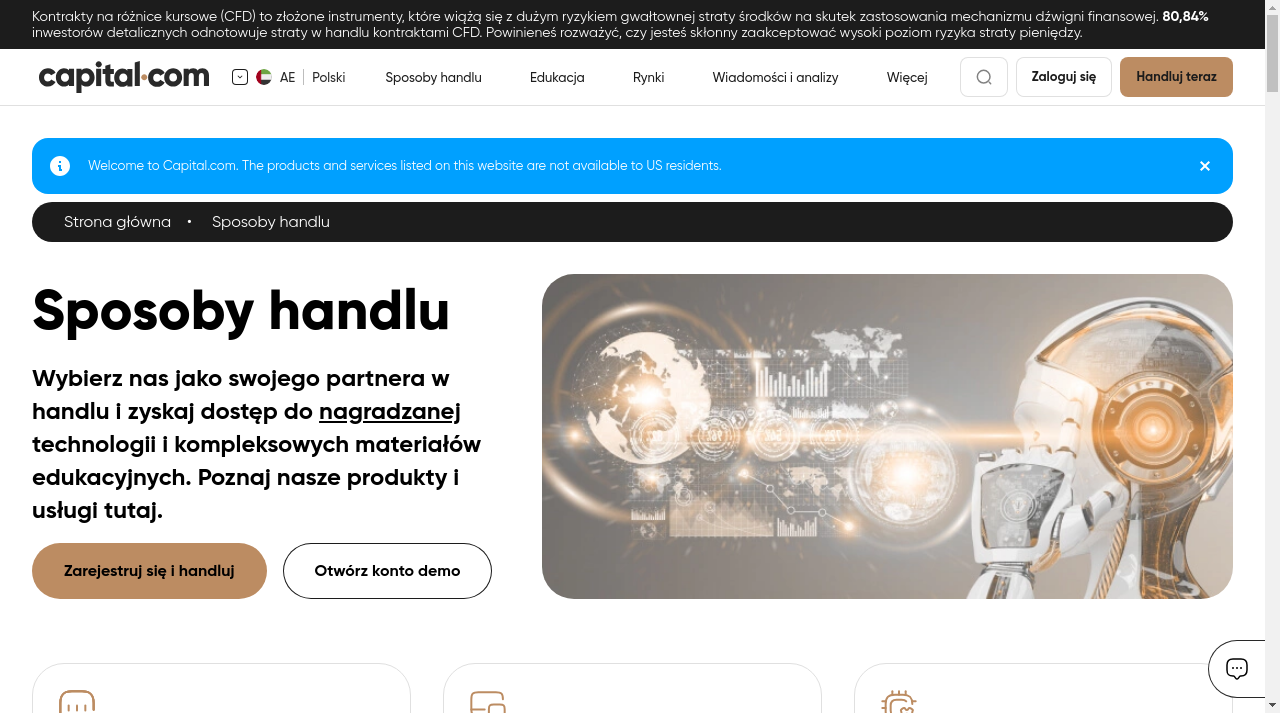 Kontrakty na różnice kursowe (CFD) to złożone instrumenty, które wiążą się z dużym ryzykiem gwałtownej straty środków na skutek zastosowania mechanizmu dźwigni finansowej. 80,84%
inwestorów detalicznych odnotowuje straty w handlu kontraktami CFD. Powinieneś rozważyć, czy jesteś skłonny zaakceptować wysoki poziom ryzyka straty pieniędzy.
capital.com AE Polski Sposoby handlu Edukacja Rynki Wiadomości i analizy Więcej Zaloguj się Handluj teraz
Welcome to Capital.com. The products and services listed on this website are not available to US residents.
Strona główna • Sposoby handlu
Sposoby handlu
Wybierz nas jako swojego partnera w
handlu i zyskaj dostęp do nagradzanej
technologii i kompleksowych materiałów
edukacyjnych. Poznaj nasze produkty i
usługi tutaj.
Zarejestruj się i handluj Otwórz konto demo